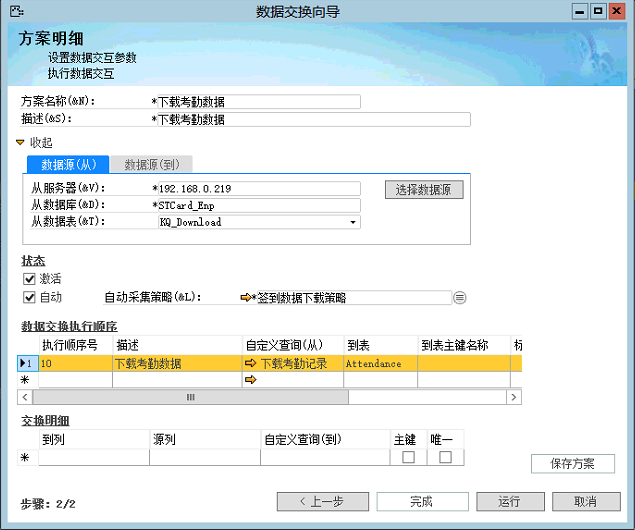 数据交换向导
方案明细
设置数据交互参数
执行数据交互
方案名称(&N): *下载考勤数据
描述(&S): *下载考勤数据
收起
数据源(从) 数据源(到)
从服务器(&V): *192.168.0.219 选择数据源
从数据库(&D): *STCard_Enp
从数据表(&T): KQ_Download
状态
激活
自动 自动采集策略(&L): *签到数据下载策略
数据交换执行顺序
执行顺序号 描述 自定义查询(从) 到表 到表主键名称
1 10 下载考勤数据 下载考勤记录 Attendance
*
交换明细
到列 源列 自定义查询(到) 主键 唯一
*
保存方案
步骤: 2/2 < 上一步 完成 运行 取消